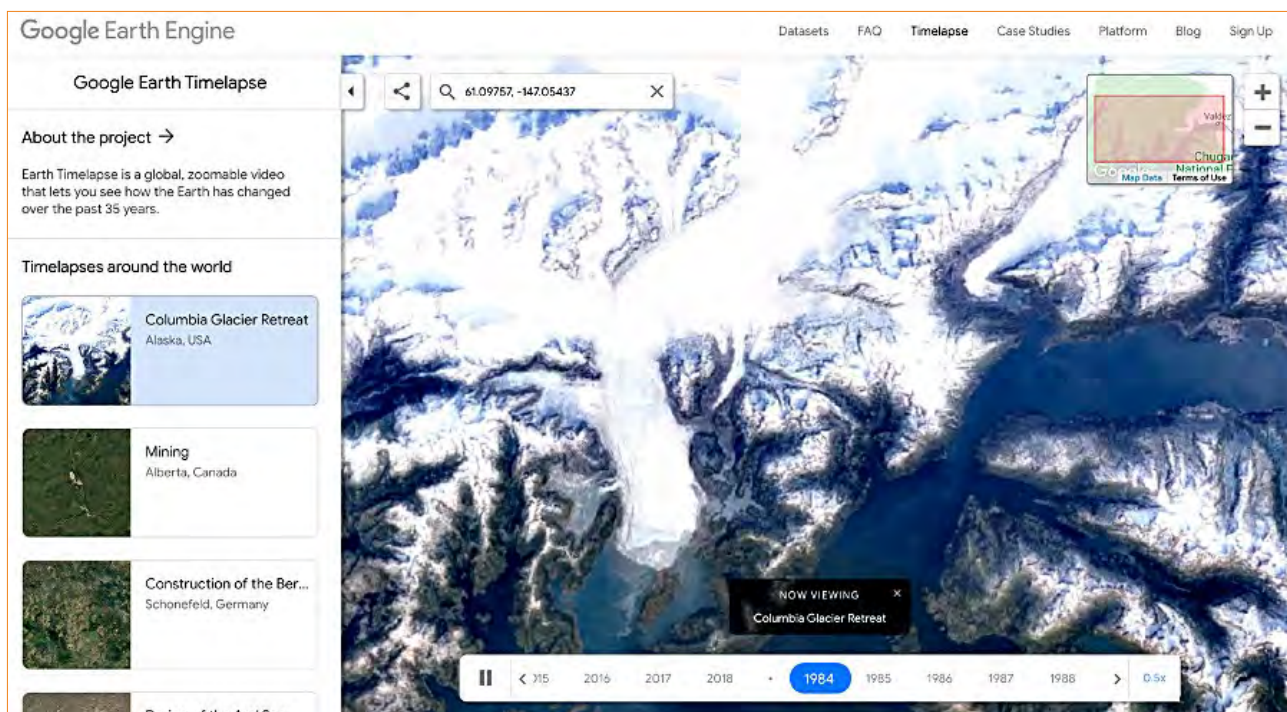 Google Earth Engine
Datasets FAQ Timelapse Case Studies Platform Blog Sign Up
Google Earth Timelapse
About the project →
Earth Timelapse is a global, zoomable video
that lets you see how the Earth has changed
over the past 35 years.
Timelapses around the world
Columbia Glacier Retreat
Alaska, USA
Mining
Alberta, Canada
Construction of the Ber...
Schonefeld, Germany
61.09757, -147.05437
Valdez
Chugac
National F
Google
Map Data Terms of Use
NOW VIEWING
Columbia Glacier Retreat
2016 2017 2018 1984 1985 1986 1987 1988 0.5x